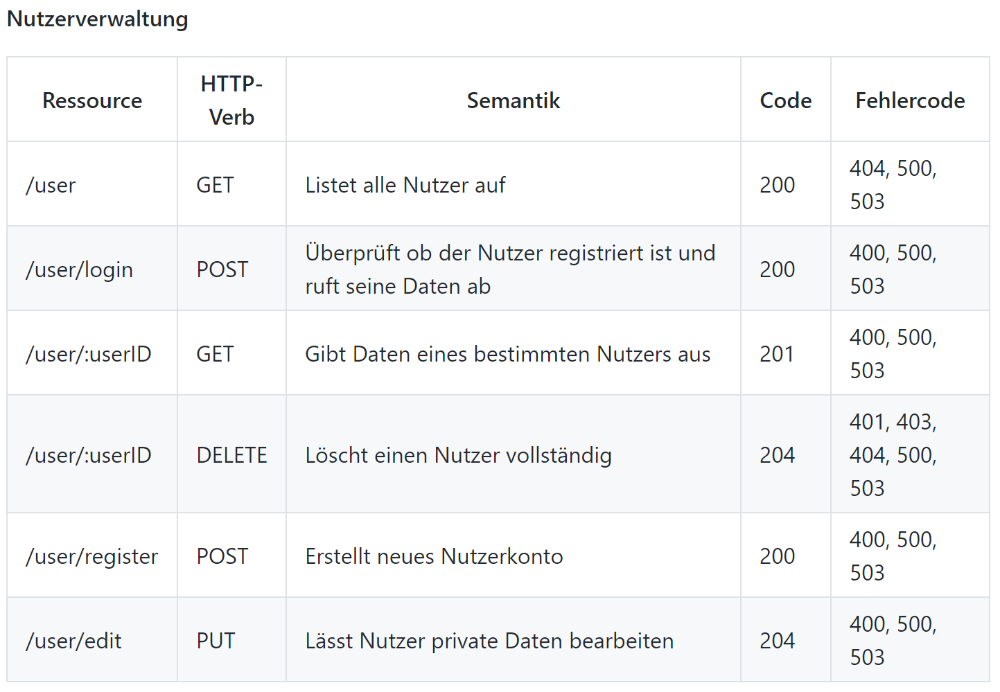 Nutzerverwaltung
Ressource
HTTP-
Verb
Semantik
Code
Fehlercode
/user
GET
Listet alle Nutzer auf
200
404, 500,
503
/user/login
POST
Überprüft ob der Nutzer registriert ist und
ruft seine Daten ab
200
400, 500,
503
/user/:userID
GET
Gibt Daten eines bestimmten Nutzers aus
201
400, 500,
503
/user/:userID
DELETE
Löscht einen Nutzer vollständig
204
401, 403,
404, 500,
503
/user/register
POST
Erstellt neues Nutzerkonto
200
400, 500,
503
/user/edit
PUT
Lässt Nutzer private Daten bearbeiten
204
400, 500,
503